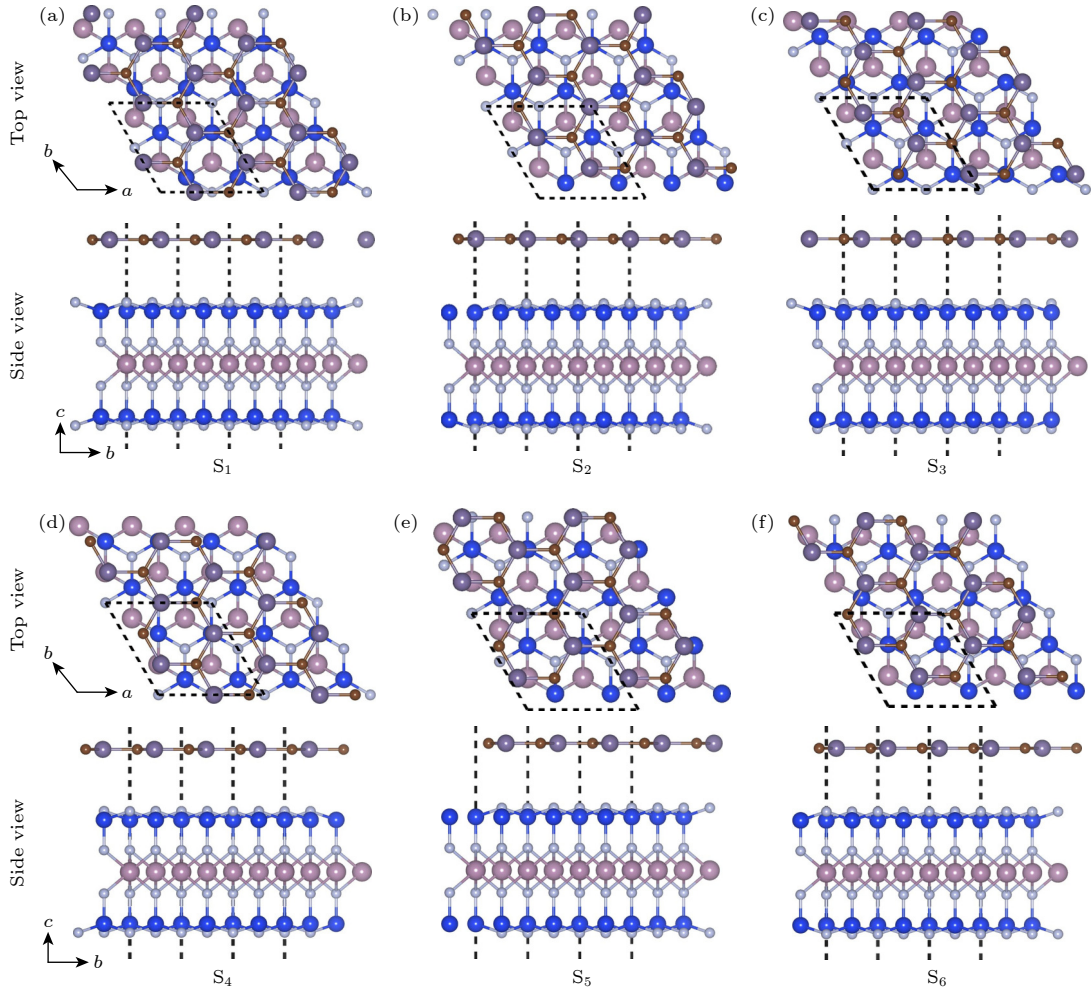 (a)
(b)
(c)
Top view
b
a
Side view
c
b
S₁
S₂
S₃
(d)
(e)
(f)
Top view
b
a
Side view
c
b
S₄
S₅
S₆